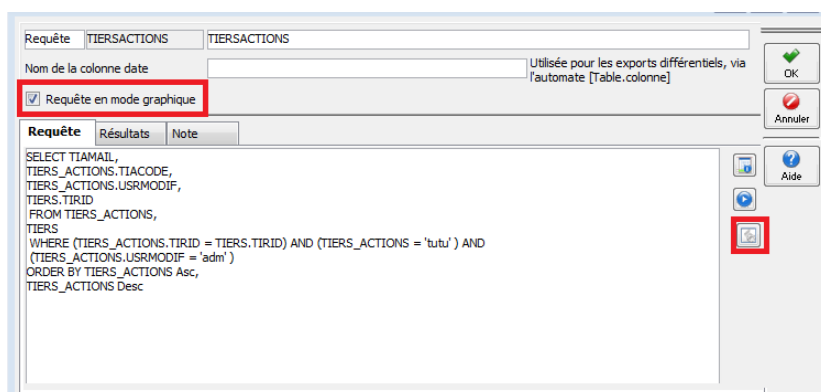 Requête TIERSACTIONS TIERSACTIONS
Nom de la colonne date
Utilisée pour les exports différentiels, via
l'automate [Table.colonne]
OK
Requête en mode graphique
Annuler
Requête Résultats Note
Aide
SELECT TIAMAIL,
TIERS_ACTIONS.TIACODE,
TIERS_ACTIONS.USRMODIF,
TIERS.TIRID
FROM TIERS_ACTIONS,
TIERS
WHERE (TIERS_ACTIONS.TIRID = TIERS.TIRID) AND (TIERS_ACTIONS = 'tutu' ) AND
(TIERS_ACTIONS.USRMODIF = 'adm' )
ORDER BY TIERS_ACTIONS Asc,
TIERS_ACTIONS Desc